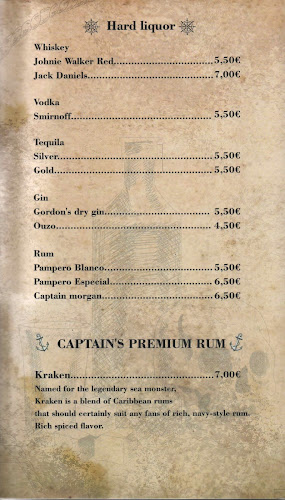 Hard liquor
Whiskey
Johnie Walker Red.................................5,50€
Jack Daniels..........................................7,00€
Vodka
Smirnoff................................................5,50€
Tequila
Silver....................................................5,50€
Gold.....................................................5,50€
Gin
Gordon's dry gin................................... 5,50€
Ouzo.................................................... 4,50€
Rum
Pampero Blanco....................................5,50€
Pampero Especial..................................6,50€
Captain morgan.....................................6,50€
CAPTAIN'S PREMIUM RUM
Kraken................................................7,00€
Named for the legendary sea monster,
Kraken is a blend of Caribbean rums
that should certainly suit any fans of rich, navy-style rum.
Rich spiced flavor.